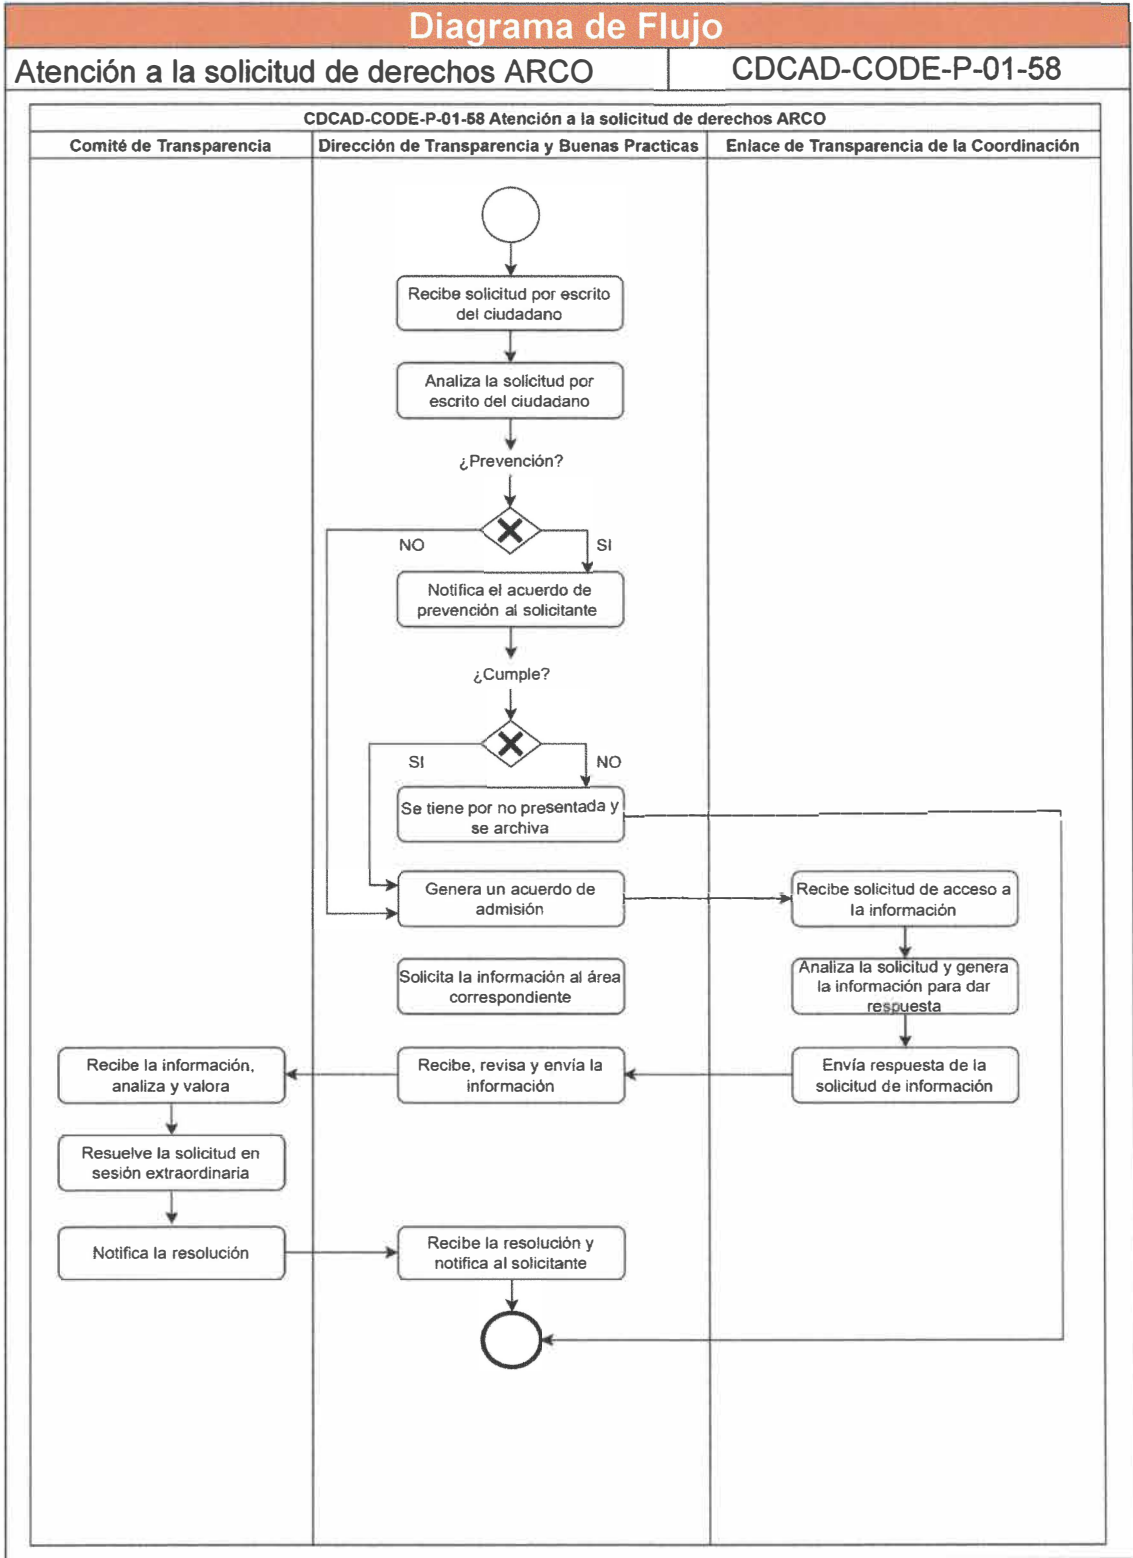 Diagrama de Flujo
Atención a la solicitud de derechos ARCO
CDCAD-CODE-P-01-58
CDCAD-CODE-P-01-58 Atención a la solicitud de derechos ARCO
Comité de Transparencia
Dirección de Transparencia y Buenas Practicas
Enlace de Transparencia de la Coordinación
Recibe solicitud por escrito
del ciudadano
Analiza la solicitud por
escrito del ciudadano
¿Prevención?
NO
SI
Notifica el acuerdo de
prevención al solicitante
¿Cumple?
SI
NO
Se tiene por no presentada y
se archiva
Genera un acuerdo de
admisión
Recibe solicitud de acceso a
la información
Solicita la información al área
correspondiente
Analiza la solicitud y genera
la información para dar
respuesta
Recibe la información,
analiza y valora
Recibe, revisa y envía la
información
Envía respuesta de la
solicitud de información
Resuelve la solicitud en
sesión extraordinaria
Notifica la resolución
Recibe la resolución y
notifica al solicitante